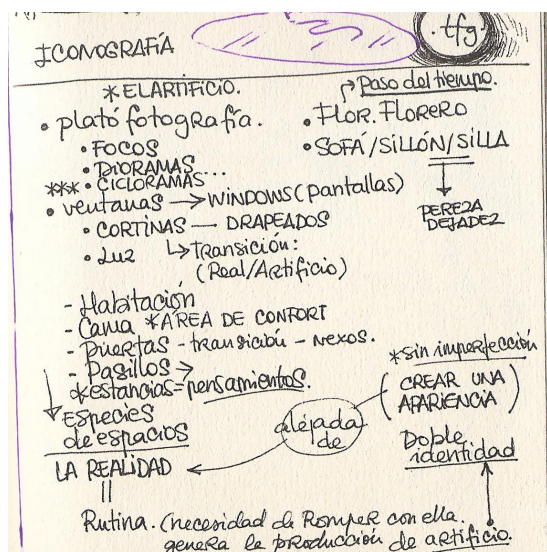 tfg.
ICONOGRAFÍA
*EL ARTIFICIO.
• plató fotografía.
• FOCOS
• DIORAMAS...
*** • CICLORAMAS
• ventanas → WINDOWS (pantallas)
• CORTINAS — DRAPEADOS
• LUZ ↳ Transición:
(Real/Artificio)
Paso del tiempo.
• FLOR. FLORERO
• SOFÁ/SILLÓN/SILLA
PEREZA
DEJADEZ
- Habitación
- Cama *ÁREA DE CONFORT
- Puertas - transición - nexos.
- Pasillos →
*estancias = pensamientos.
Especies
de espacios
LA REALIDAD
||
alejada
de
*sin imperfección
(CREAR UNA
APARIENCIA)
Doble
identidad
Rutina. (necesidad de Romper con ella.
genera la producción de artificio.